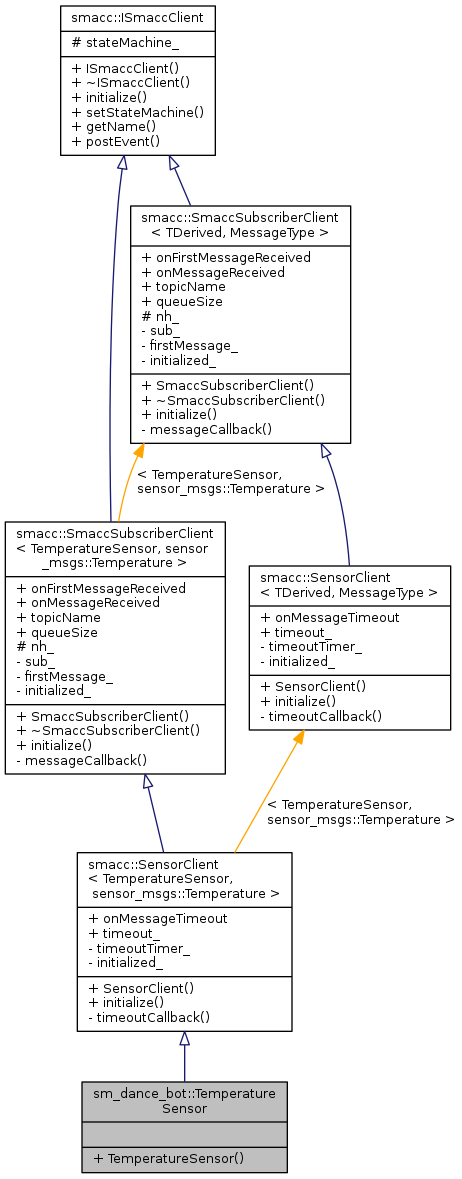 smacc::ISmaccClient
# stateMachine_
+ ISmaccClient()
+ ~ISmaccClient()
+ initialize()
+ setStateMachine()
+ getName()
+ postEvent()
smacc::SmaccSubscriberClient
< TDerived, MessageType >
+ onFirstMessageReceived
+ onMessageReceived
+ topicName
+ queueSize
# nh_
- sub_
- firstMessage_
- initialized_
+ SmaccSubscriberClient()
+ ~SmaccSubscriberClient()
+ initialize()
- messageCallback()
< TemperatureSensor,
sensor_msgs::Temperature >
smacc::SmaccSubscriberClient
< TemperatureSensor, sensor
_msgs::Temperature >
+ onFirstMessageReceived
+ onMessageReceived
+ topicName
+ queueSize
# nh_
- sub_
- firstMessage_
- initialized_
+ SmaccSubscriberClient()
+ ~SmaccSubscriberClient()
+ initialize()
- messageCallback()
smacc::SensorClient
< TDerived, MessageType >
+ onMessageTimeout
+ timeout_
- timeoutTimer_
- initialized_
+ SensorClient()
+ initialize()
- timeoutCallback()
< TemperatureSensor,
sensor_msgs::Temperature >
smacc::SensorClient
< TemperatureSensor,
sensor_msgs::Temperature >
+ onMessageTimeout
+ timeout_
- timeoutTimer_
- initialized_
+ SensorClient()
+ initialize()
- timeoutCallback()
sm_dance_bot::Temperature
Sensor
+ TemperatureSensor()